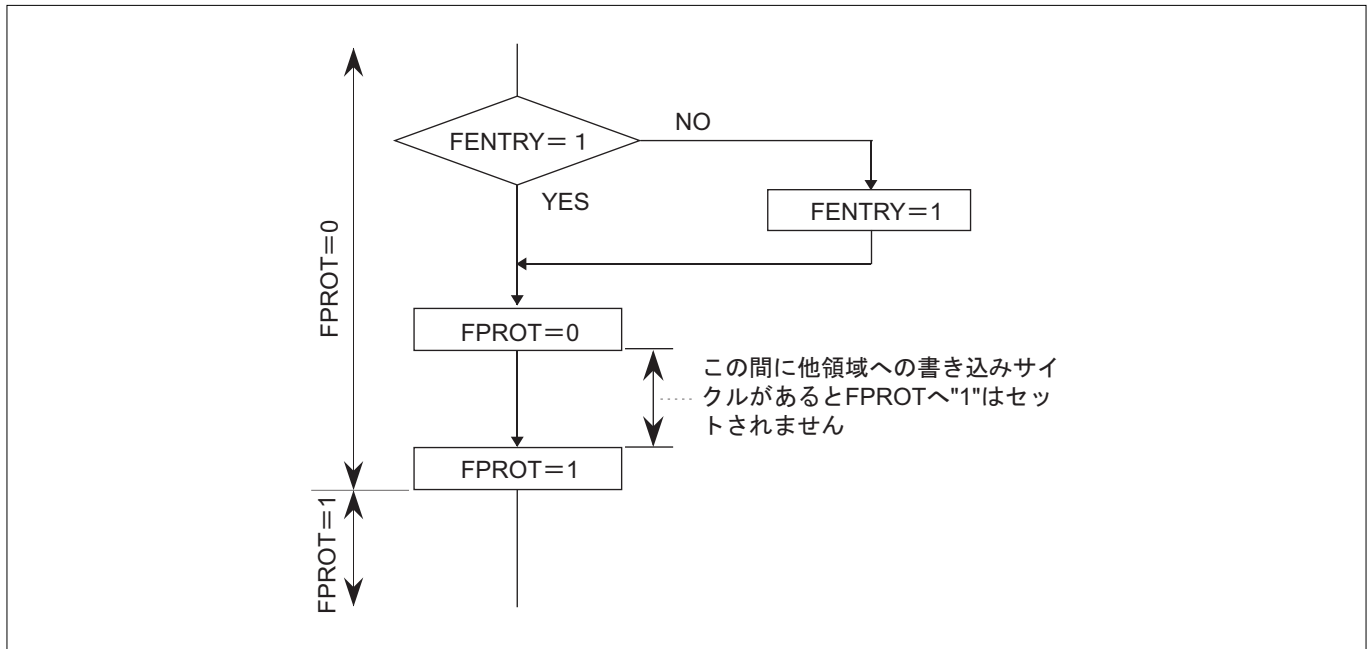 FENTRY＝ 1
NO
YES
FENTRY＝1
FPROT＝0
FPROT＝0
この間に他領域への書き込みサイ
クルがあるとFPROTへ"1"はセッ
トされません
FPROT＝1
FPROT＝1